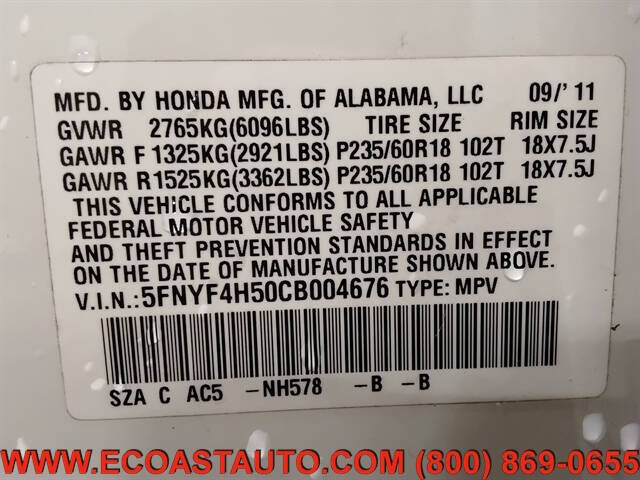 MFD. BY HONDA MFG. OF ALABAMA, LLC 09/'11
GVWR 2765KG(6096LBS) TIRE SIZE RIM SIZE
GAWR F1325KG(2921LBS) P235/60R18 102T 18X7.5J
GAWR R1525KG(3362LBS) P235/60R18 102T 18X7.5J
THIS VEHICLE CONFORMS TO ALL APPLICABLE
FEDERAL MOTOR VEHICLE SAFETY
AND THEFT PREVENTION STANDARDS IN EFFECT
ON THE DATE OF MANUFACTURE SHOWN ABOVE.
V.I.N.:5FNYF4H50CB004676 TYPE: MPV
SZA C AC5 -NH578 -B -B
WWW.ECOASTAUTO.COM (800) 869-0655